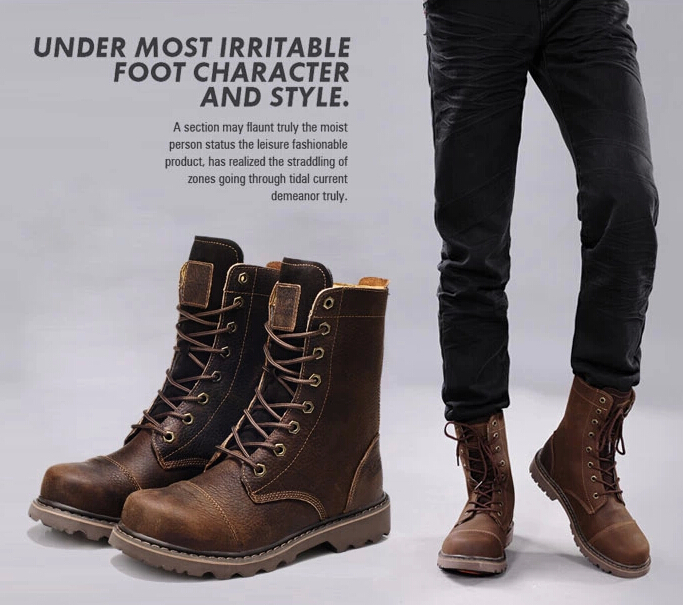 UNDER MOST IRRITABLE
FOOT CHARACTER
AND STYLE.
A section may flaunt truly the moist
person status the leisure fashionable
product, has realized the straddling of
zones going through tidal current
demeanor truly.